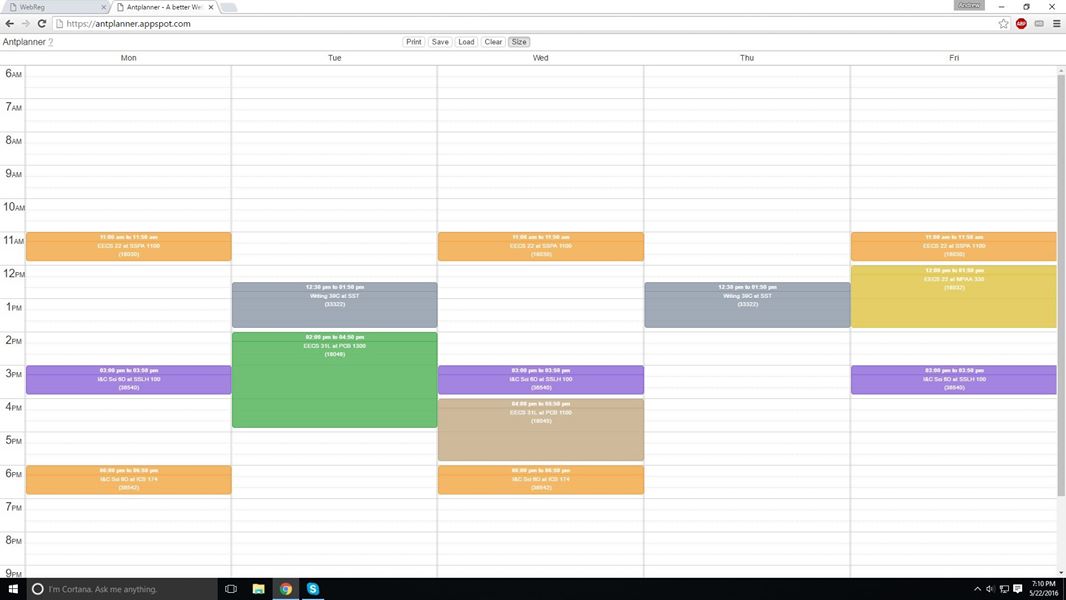 WebReg
Antplanner - A better We
Andrew
https://antplanner.appspot.com
ABP
Antplanner ?
Print Save Load Clear Size
Mon Tue Wed Thu Fri
6AM
7AM
8AM
9AM
10AM
11AM
11:00 am to 11:50 am
EECS 22 at SSPA 1100
(18030)
11:00 am to 11:50 am
EECS 22 at SSPA 1100
(18030)
11:00 am to 11:50 am
EECS 22 at SSPA 1100
(18030)
12PM
12:00 pm to 01:50 pm
EECS 22 at MPAA 330
(18032)
12:30 pm to 01:50 pm
Writing 39C at SST
(33322)
12:30 pm to 01:50 pm
Writing 39C at SST
(33322)
1PM
2PM
02:00 pm to 04:50 pm
EECS 31L at PCB 1300
(18049)
3PM
03:00 pm to 03:50 pm
I&C Sci 6D at SSLH 100
(36540)
03:00 pm to 03:50 pm
I&C Sci 6D at SSLH 100
(36540)
03:00 pm to 03:50 pm
I&C Sci 6D at SSLH 100
(36540)
4PM
04:00 pm to 05:50 pm
EECS 31L at PCB 1100
(18045)
5PM
6PM
06:00 pm to 06:50 pm
I&C Sci 6D at ICS 174
(36542)
06:00 pm to 06:50 pm
I&C Sci 6D at ICS 174
(36542)
7PM
8PM
9PM
I'm Cortana. Ask me anything.
7:10 PM
5/22/2016